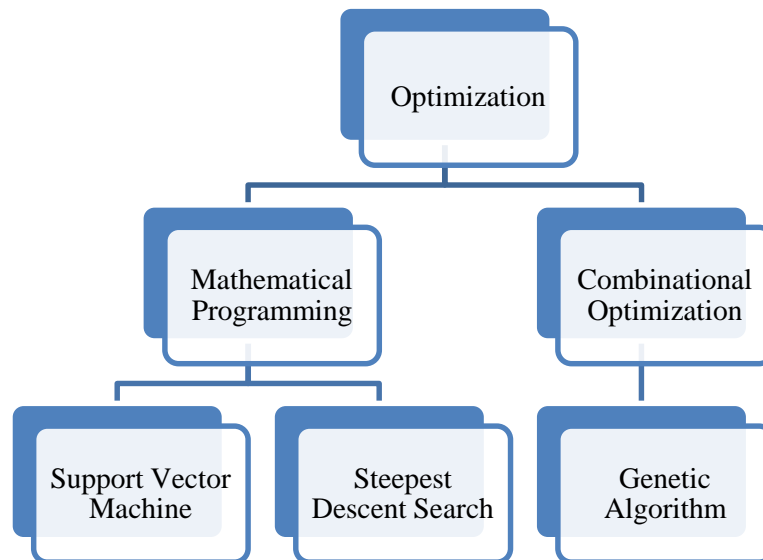 Optimization
Mathematical
Programming
Combinational
Optimization
Support Vector
Machine
Steepest
Descent Search
Genetic
Algorithm